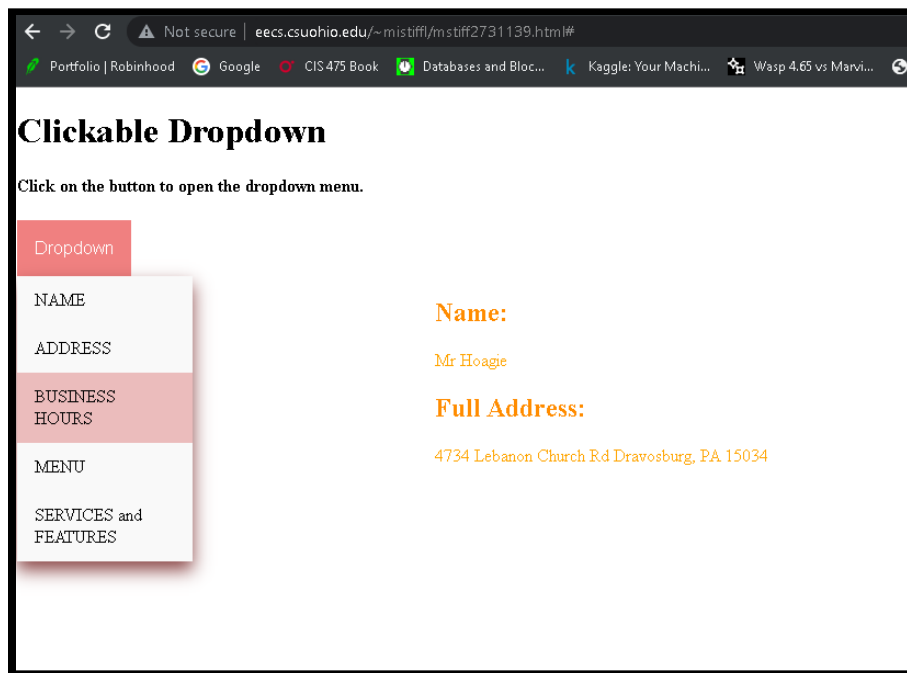 Not secure | eecs.csuohio.edu/~mistiffl/mstiff2731139.html#
Portfolio | Robinhood Google CIS 475 Book Databases and Bloc... Kaggle: Your Machi... Wasp 4.65 vs Marvi...
Clickable Dropdown
Click on the button to open the dropdown menu.
Dropdown
NAME
ADDRESS
BUSINESS
HOURS
MENU
SERVICES and
FEATURES
Name:
Mr Hoagie
Full Address:
4734 Lebanon Church Rd Dravosburg, PA 15034